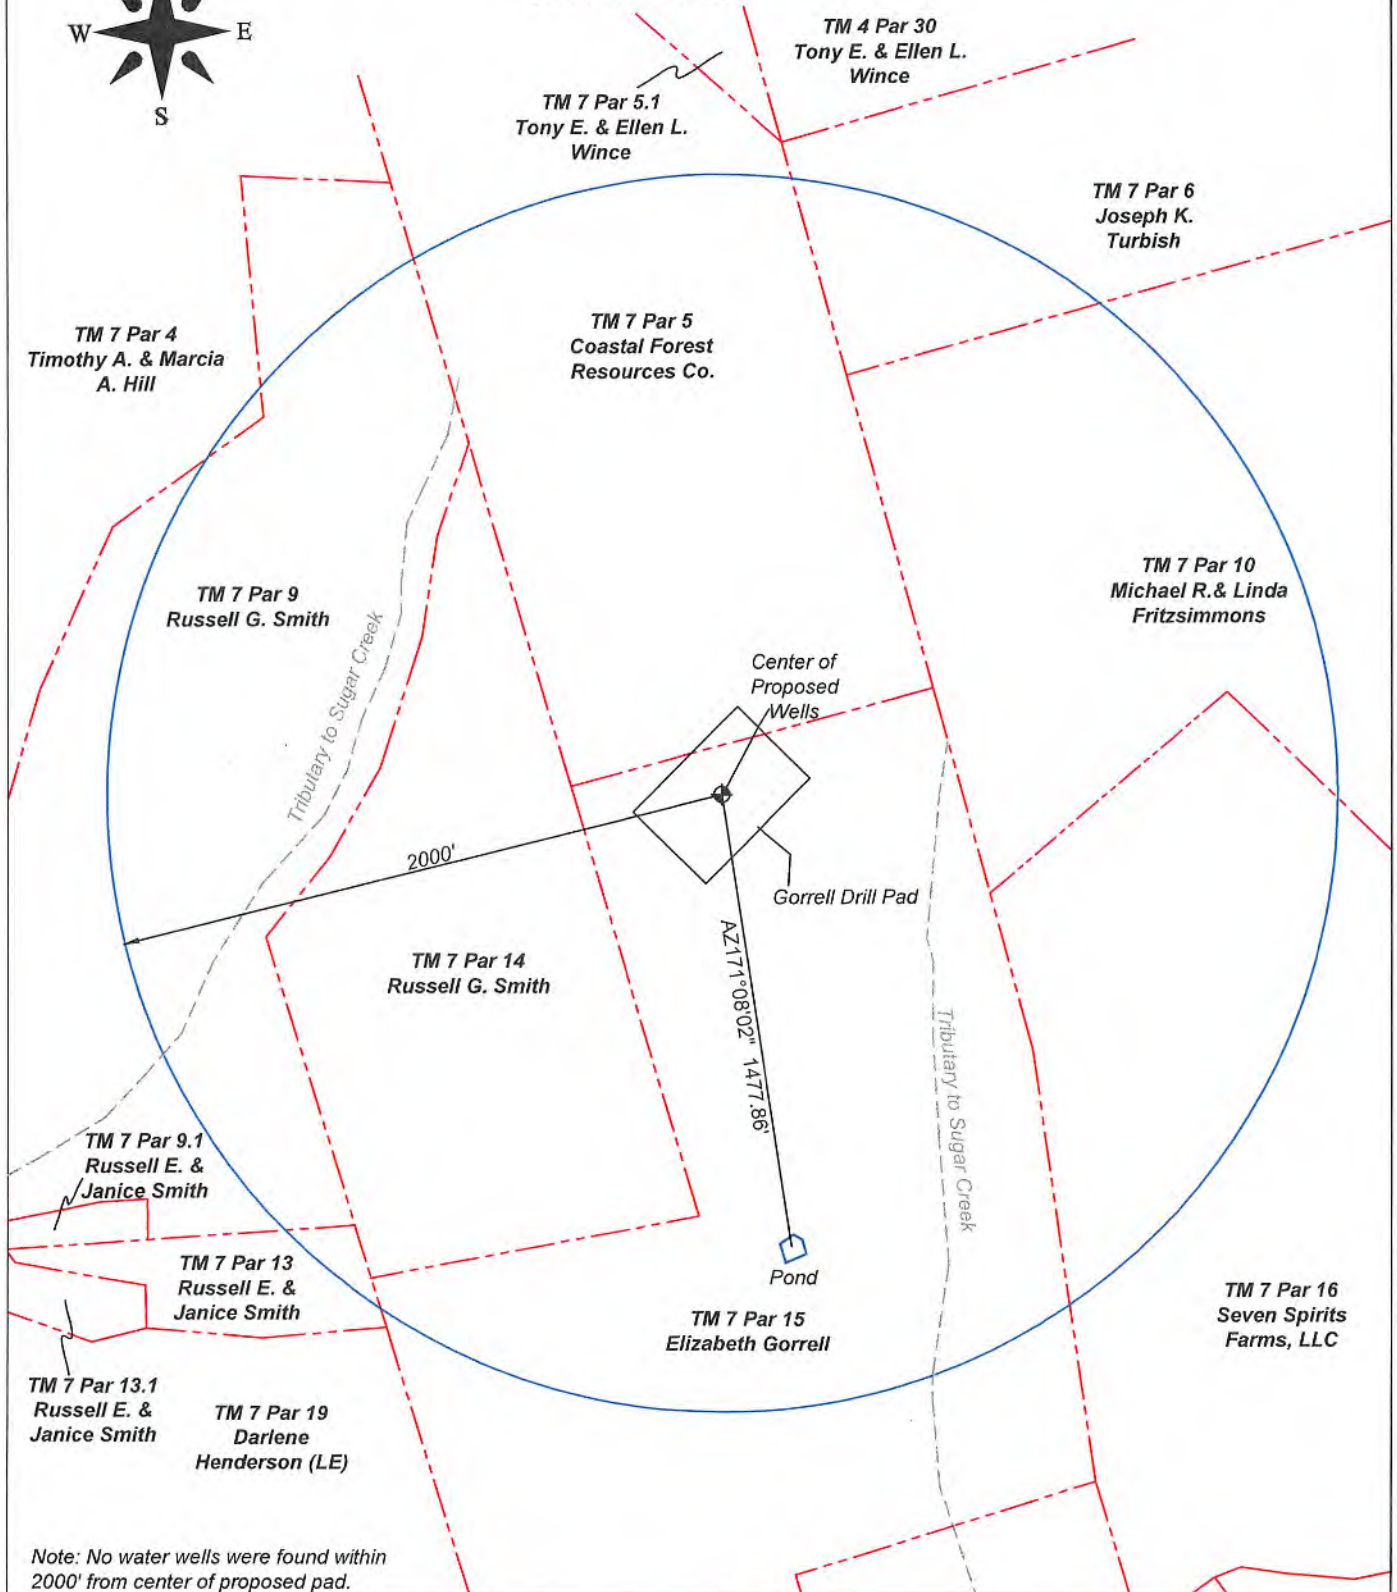 W
E
S
TM 4 Par 30
Tony E. & Ellen L.
Wince
TM 7 Par 5.1
Tony E. & Ellen L.
Wince
TM 7 Par 6
Joseph K.
Turbish
TM 7 Par 4
Timothy A. & Marcia
A. Hill
TM 7 Par 5
Coastal Forest
Resources Co.
TM 7 Par 9
Russell G. Smith
TM 7 Par 10
Michael R.& Linda
Fritzsimmons
Tributary to Sugar Creek
Center of
Proposed
Wells
2000'
Gorrell Drill Pad
AZ171°08'02" 1477.86'
TM 7 Par 14
Russell G. Smith
Tributary to Sugar Creek
TM 7 Par 9.1
Russell E. &
Janice Smith
TM 7 Par 13
Russell E. &
Janice Smith
Pond
TM 7 Par 15
Elizabeth Gorrell
TM 7 Par 16
Seven Spirits
Farms, LLC
TM 7 Par 13.1
Russell E. &
Janice Smith
TM 7 Par 19
Darlene
Henderson (LE)
Note: No water wells were found within
2000' from center of proposed pad.